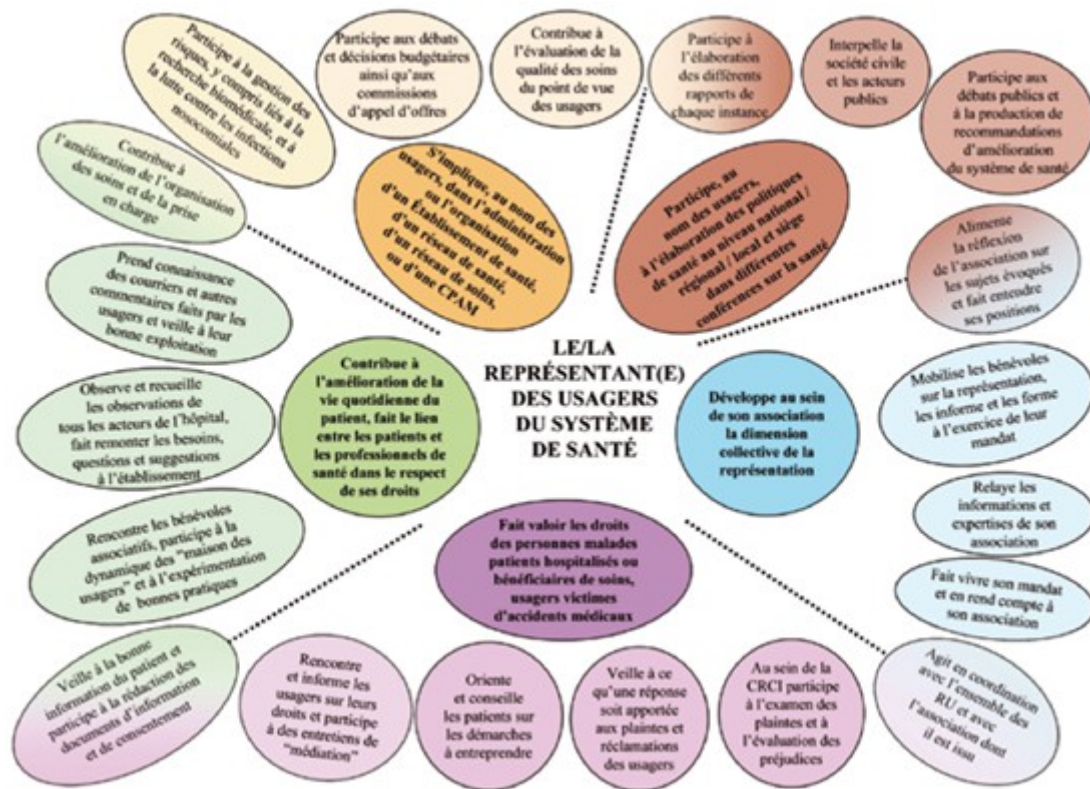 Participe à la gestion des
risques, y compris liés à la
recherche biomédicale, et à
la lutte contre les infections
nosocomiales
Participe aux débats
et décisions budgétaires
ainsi qu'aux
commissions
d'appel d'offres
Contribue à
l'évaluation de la
qualité des soins
du point de vue
des usagers
Participe à
l'élaboration
des différents
rapports de
chaque instance
Interpelle la
société civile
et les acteurs
publics
Participe aux
débats publics et
à la production de
recommandations
d'amélioration
du système de santé
Contribue à
l'amélioration de l'organisation
des soins et de la prise
en charge
S'implique, au nom des
usagers, dans l'administration
ou l'organisation
d'un Établissement de santé,
d'un réseau de santé,
d'un réseau de soins,
ou d'une CPAM
Participe, au
nom des usagers,
à l'élaboration des politiques
de santé au niveau national /
régional / local et siège
dans différentes
conférences sur la santé
Alimente
la réflexion
de l'association sur
les sujets évoqués
et fait entendre
ses positions
Prend connaissance
des courriers et autres
commentaires faits par les
usagers et veille à leur
bonne exploitation
Contribue à
l'amélioration de la
vie quotidienne du
patient, fait le lien
entre les patients et
les professionnels de
santé dans le respect
de ses droits
LE/LA
REPRÉSENTANT(E)
DES USAGERS
DU SYSTÈME
DE SANTÉ
Développe au sein
de son association
la dimension
collective de la
représentation
Mobilise les bénévoles
sur la représentation,
les informe et les forme
à l'exercice de leur
mandat
Observe et recueille
les observations de
tous les acteurs de l'hôpital,
fait remonter les besoins,
questions et suggestions
à l'établissement
Relaye les
informations et
expertises de son
association
Rencontre les bénévoles
associatifs, participe à la
dynamique des "maison des
usagers" et à l'expérimentation
de bonnes pratiques
Fait valoir les droits
des personnes malades
patients hospitalisés ou
bénéficiaires de soins,
usagers victimes
d'accidents médicaux
Fait vivre son mandat
et en rend compte à
son association
Veille à la bonne
information du patient et
participe à la rédaction des
documents d'information
et de consentement
Rencontre
et informe les
usagers sur leurs
droits et participe
à des entretiens de
"médiation"
Oriente
et conseille
les patients sur
les démarches
à entreprendre
Veille à ce
qu'une réponse
soit apportée
aux plaintes et
réclamations
des usagers
Au sein de la
CRCI participe
à l'examen des
plaintes et à
l'évaluation des
préjudices
Agit en coordination
avec l'ensemble des
RU et avec
l'association dont
il est issu